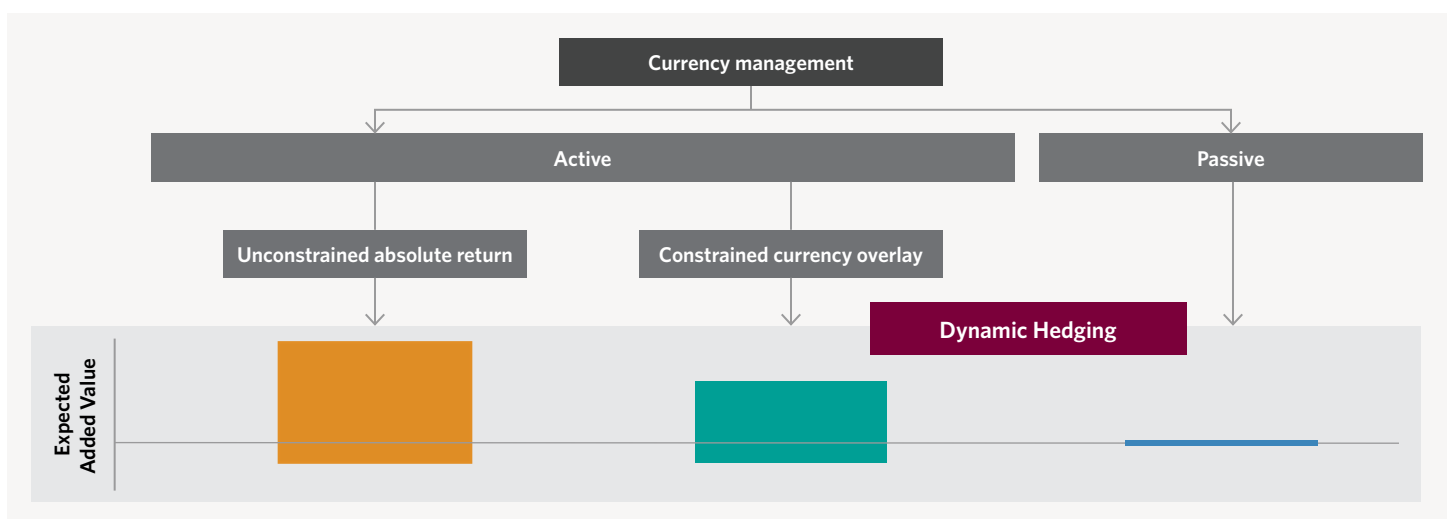 Currency management
Active
Passive
Unconstrained absolute return
Constrained currency overlay
Dynamic Hedging
Expected
Added Value